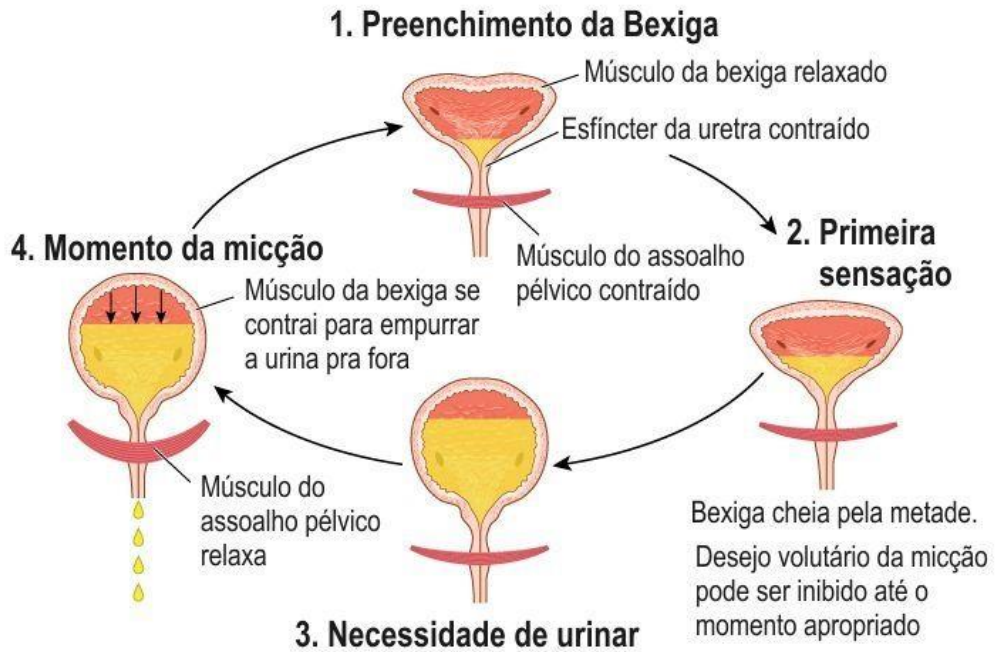 1. Preenchimento da Bexiga
Músculo da bexiga relaxado
Esfíncter da uretra contraído
Músculo do assoalho
pélvico contraído
2. Primeira
sensação
Bexiga cheia pela metade.
Desejo volutário da micção
pode ser inibido até o
momento apropriado
3. Necessidade de urinar
4. Momento da micção
Músculo da bexiga se
contrai para empurrar
a urina pra fora
Músculo do
assoalho pélvico
relaxa